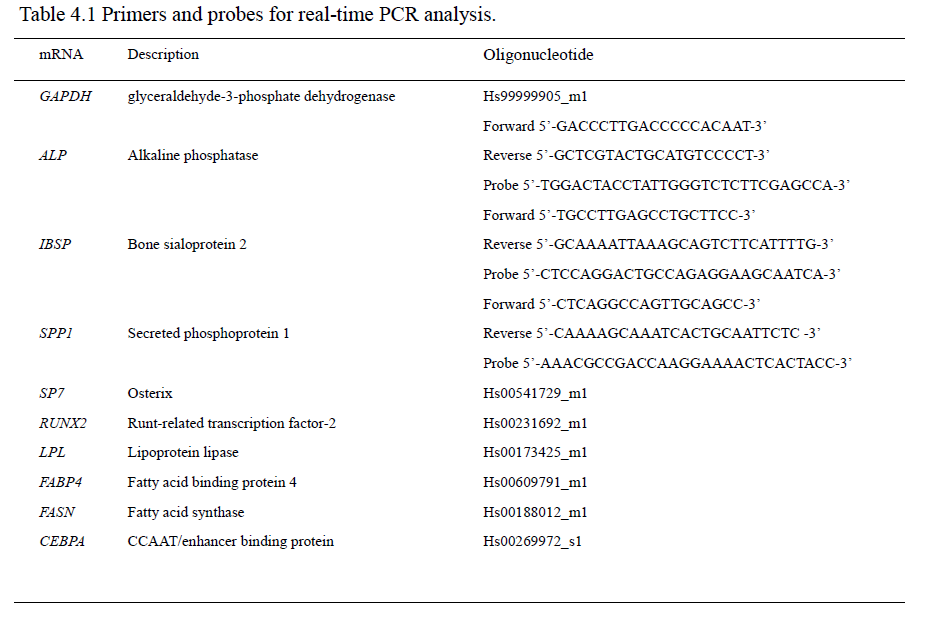 Table 4.1 Primers and probes for real-time PCR analysis.
mRNA Description Oligonucleotide
GAPDH glyceraldehyde-3-phosphate dehydrogenase Hs99999905_m1
Forward 5’-GACCCTTGACCCCCACAAT-3’
ALP Alkaline phosphatase Reverse 5’-GCTCGTACTGCATGTCCCCT-3’
Probe 5’-TGGACTACCTATTGGGTCTCTTCGAGCCA-3’
Forward 5’-TGCCTTGAGCCTGCTTCC-3’
IBSP Bone sialoprotein 2 Reverse 5’-GCAAAATTAAAGCAGTCTTCATTTTG-3’
Probe 5’-CTCCAGGACTGCCAGAGGAAGCAATCA-3’
Forward 5’-CTCAGGCCAGTTGCAGCC-3’
SPP1 Secreted phosphoprotein 1 Reverse 5’-CAAAAGCAAATCACTGCAATTCTC -3’
Probe 5’-AAACGCCGACCAAGGAAAACTCACTACC-3’
SP7 Osterix Hs00541729_m1
RUNX2 Runt-related transcription factor-2 Hs00231692_m1
LPL Lipoprotein lipase Hs00173425_m1
FABP4 Fatty acid binding protein 4 Hs00609791_m1
FASN Fatty acid synthase Hs00188012_m1
CEBPA CCAAT/enhancer binding protein Hs00269972_s1